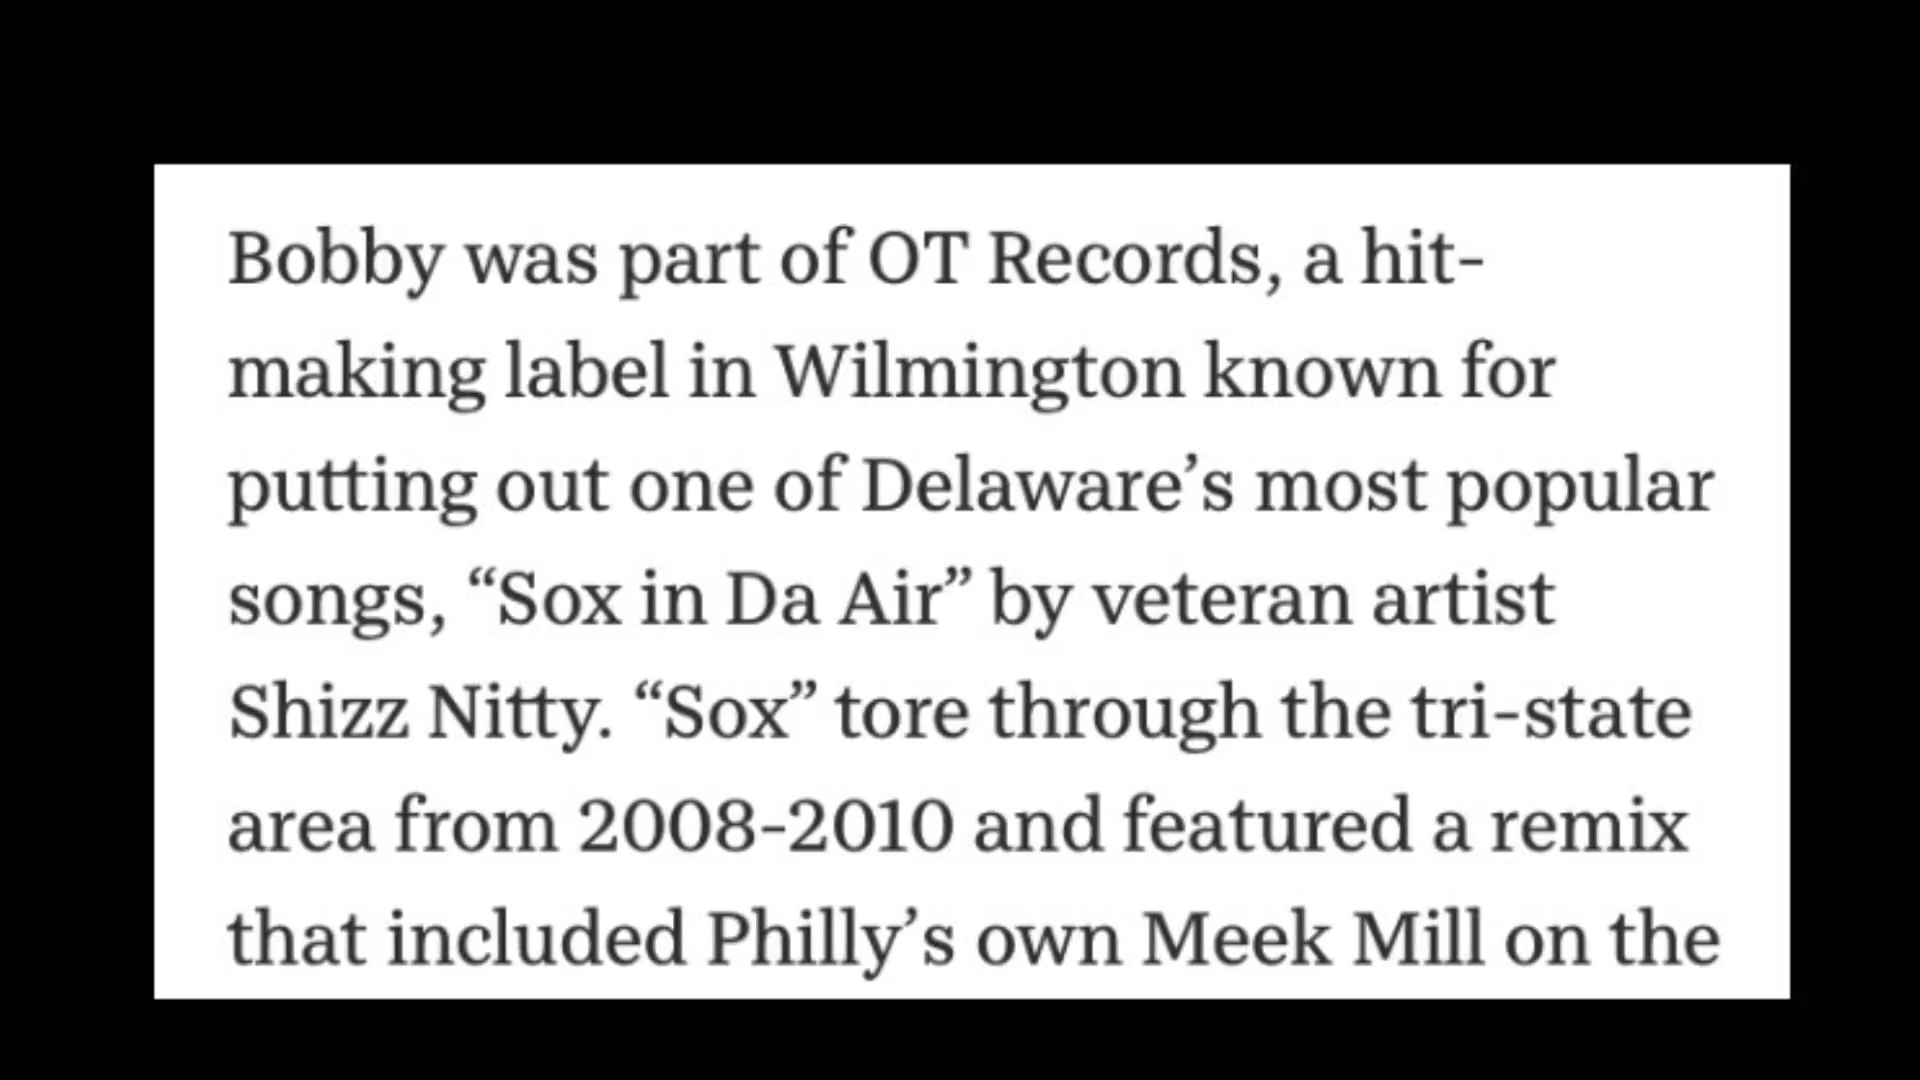 Bobby was part of OT Records, a hit-
making label in Wilmington known for
putting out one of Delaware’s most popular
songs, “Sox in Da Air” by veteran artist
Shizz Nitty. “Sox” tore through the tri-state
area from 2008-2010 and featured a remix
that included Philly’s own Meek Mill on the